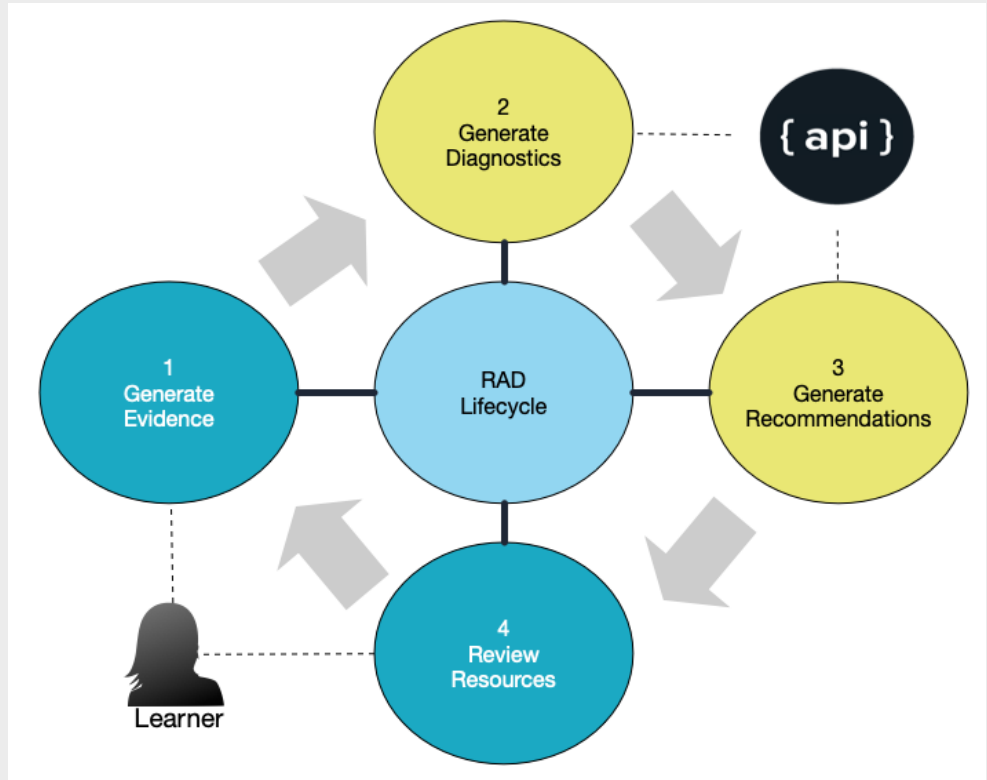 2
Generate
Diagnostics
{ api }
1
Generate
Evidence
RAD
Lifecycle
3
Generate
Recommendations
4
Review
Resources
Learner